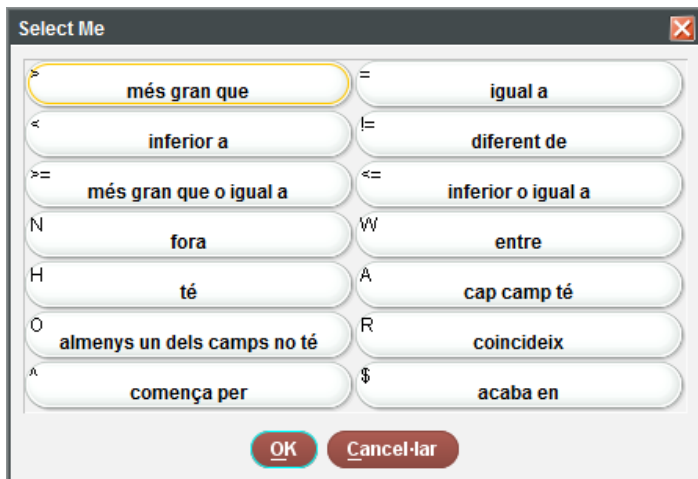 Select Me
>
més gran que
=
igual a
<
inferior a
!=
diferent de
>=
més gran que o igual a
<=
inferior o igual a
N
fora
W
entre
H
té
A
cap camp té
O
almenys un dels camps no té
R
coincideix
^
comença per
$
acaba en
OK
Cancel·lar